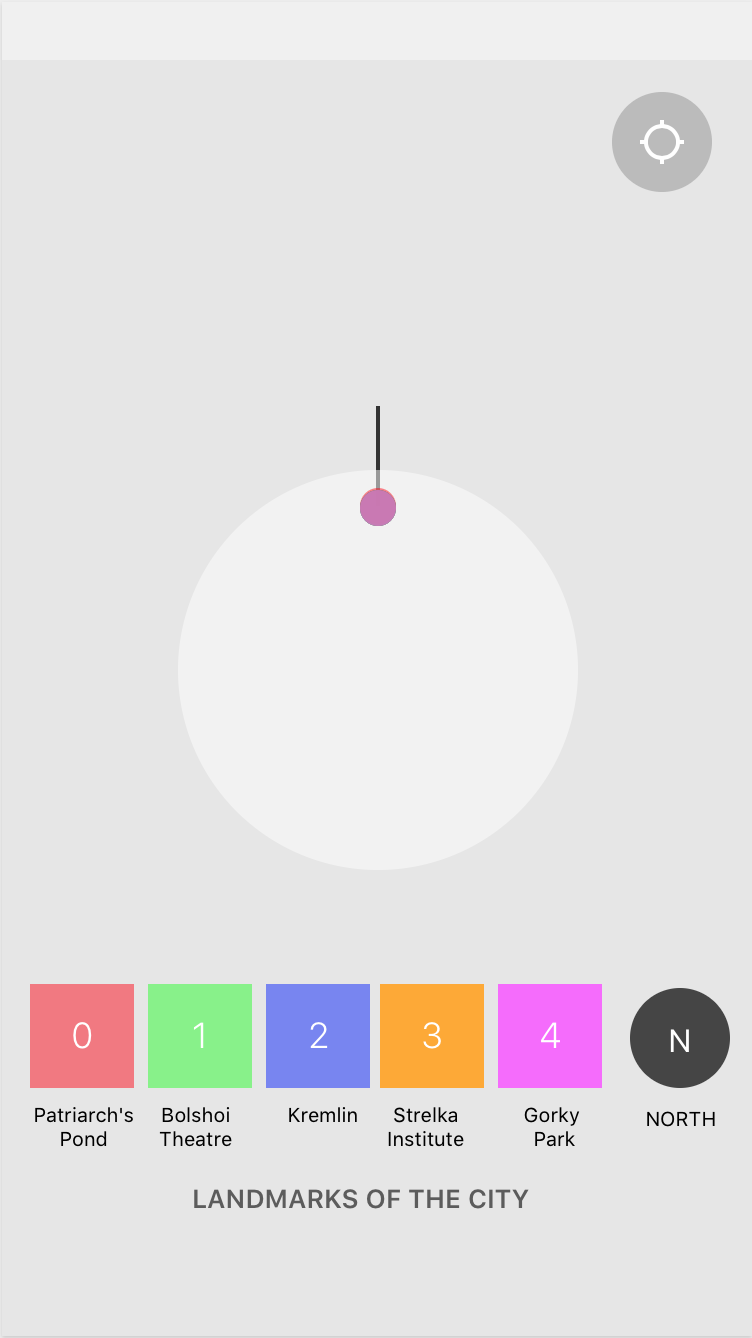 0
1
2
3
4
N
Patriarch's
Pond
Bolshoi
Theatre
Kremlin
Strelka
Institute
Gorky
Park
NORTH
LANDMARKS OF THE CITY